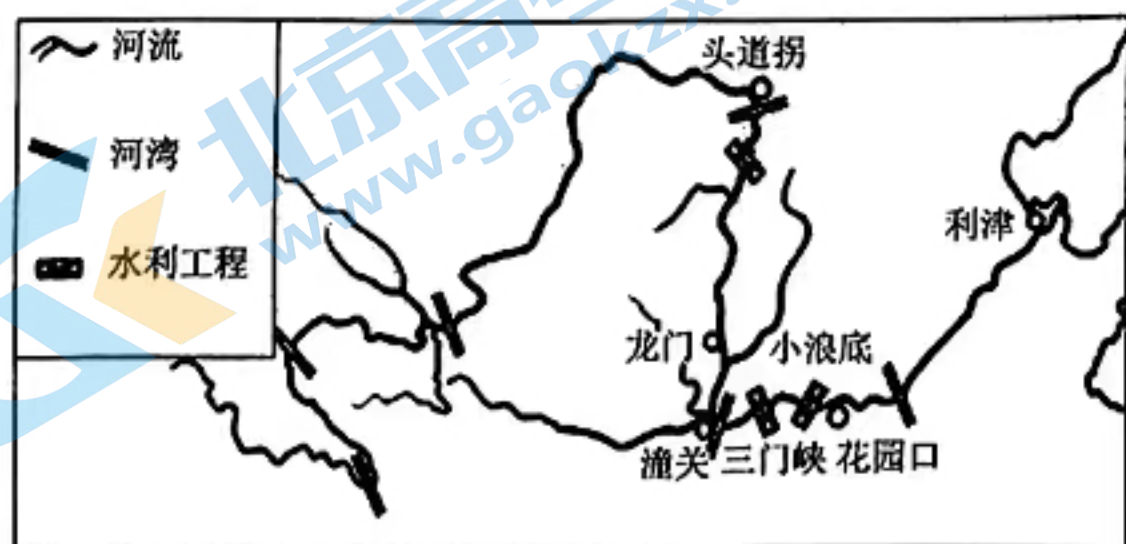 河流
河湾
水利工程
头道拐
利津
龙门
小浪底
潼关
三门峡
花园口
www.gaokzx.
北京高